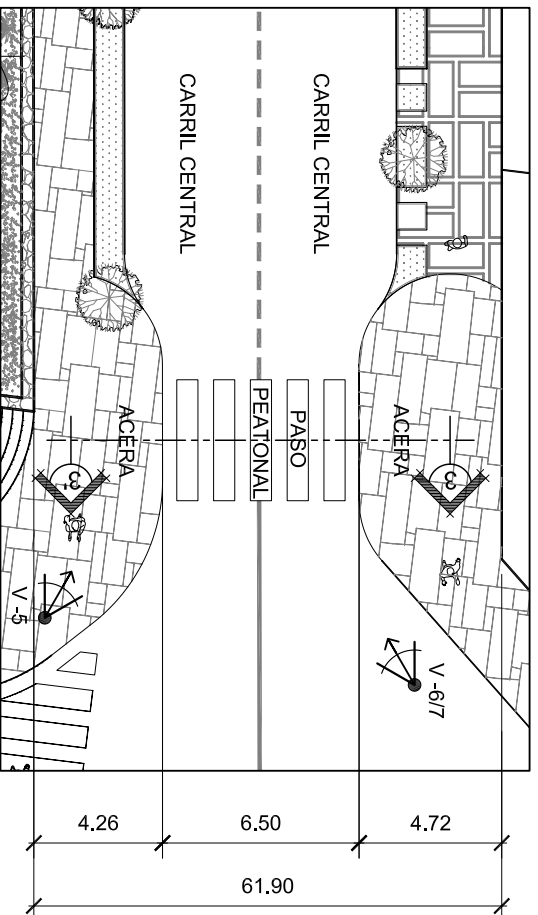 CARRIL CENTRAL
CARRIL CENTRAL
ACERA
PASO
PEATONAL
ACERA
3
3'
V -6/7
V -5
4.26
6.50
4.72
61.90